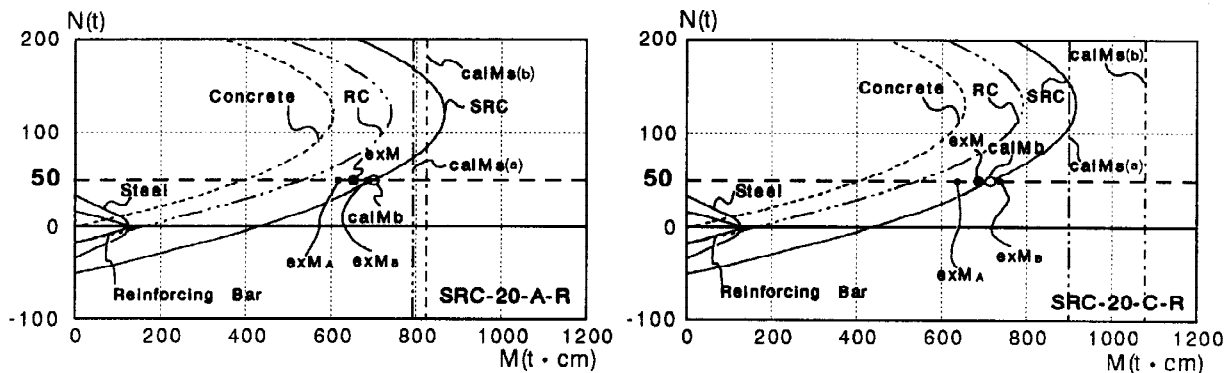 N(t)
200
100
50
0
-100
Concrete
RC
exM
calMs(b)
SRC
calMs(a)
Steel
calMb
exMA
exMB
Reinforcing Bar
SRC-20-A-R
0 200 400 600 800 1000 1200
M(t・cm)
N(t)
200
100
50
0
-100
calMs(b)
Concrete
RC
SRC
exM
calMb
calMs(a)
Steel
exMA
exMB
Reinforcing Bar
SRC-20-C-R
0 200 400 600 800 1000 1200
M(t・cm)